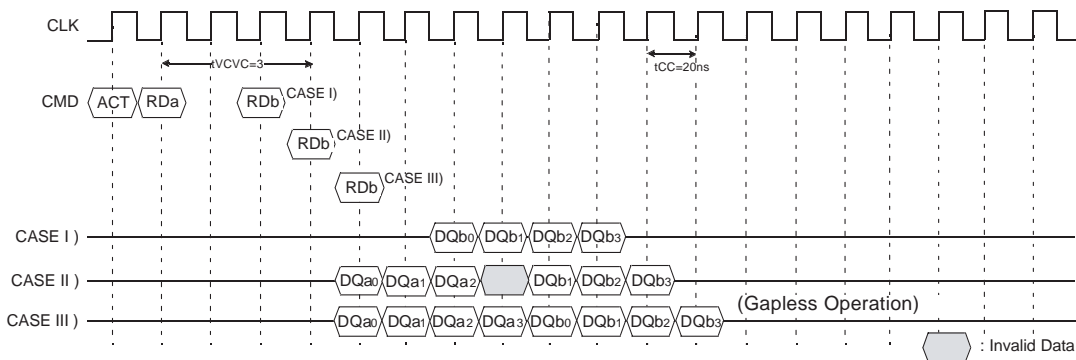 CLK
tVCVC=3
tCC=20ns
CMD ACT RDa RDb CASE I)
RDb CASE II)
RDb CASE III)
CASE I ) DQb0 DQb1 DQb2 DQb3
CASE II ) DQa0 DQa1 DQa2 DQb1 DQb2 DQb3
(Gapless Operation)
CASE III ) DQa0 DQa1 DQa2 DQa3 DQb0 DQb1 DQb2 DQb3
: Invalid Data